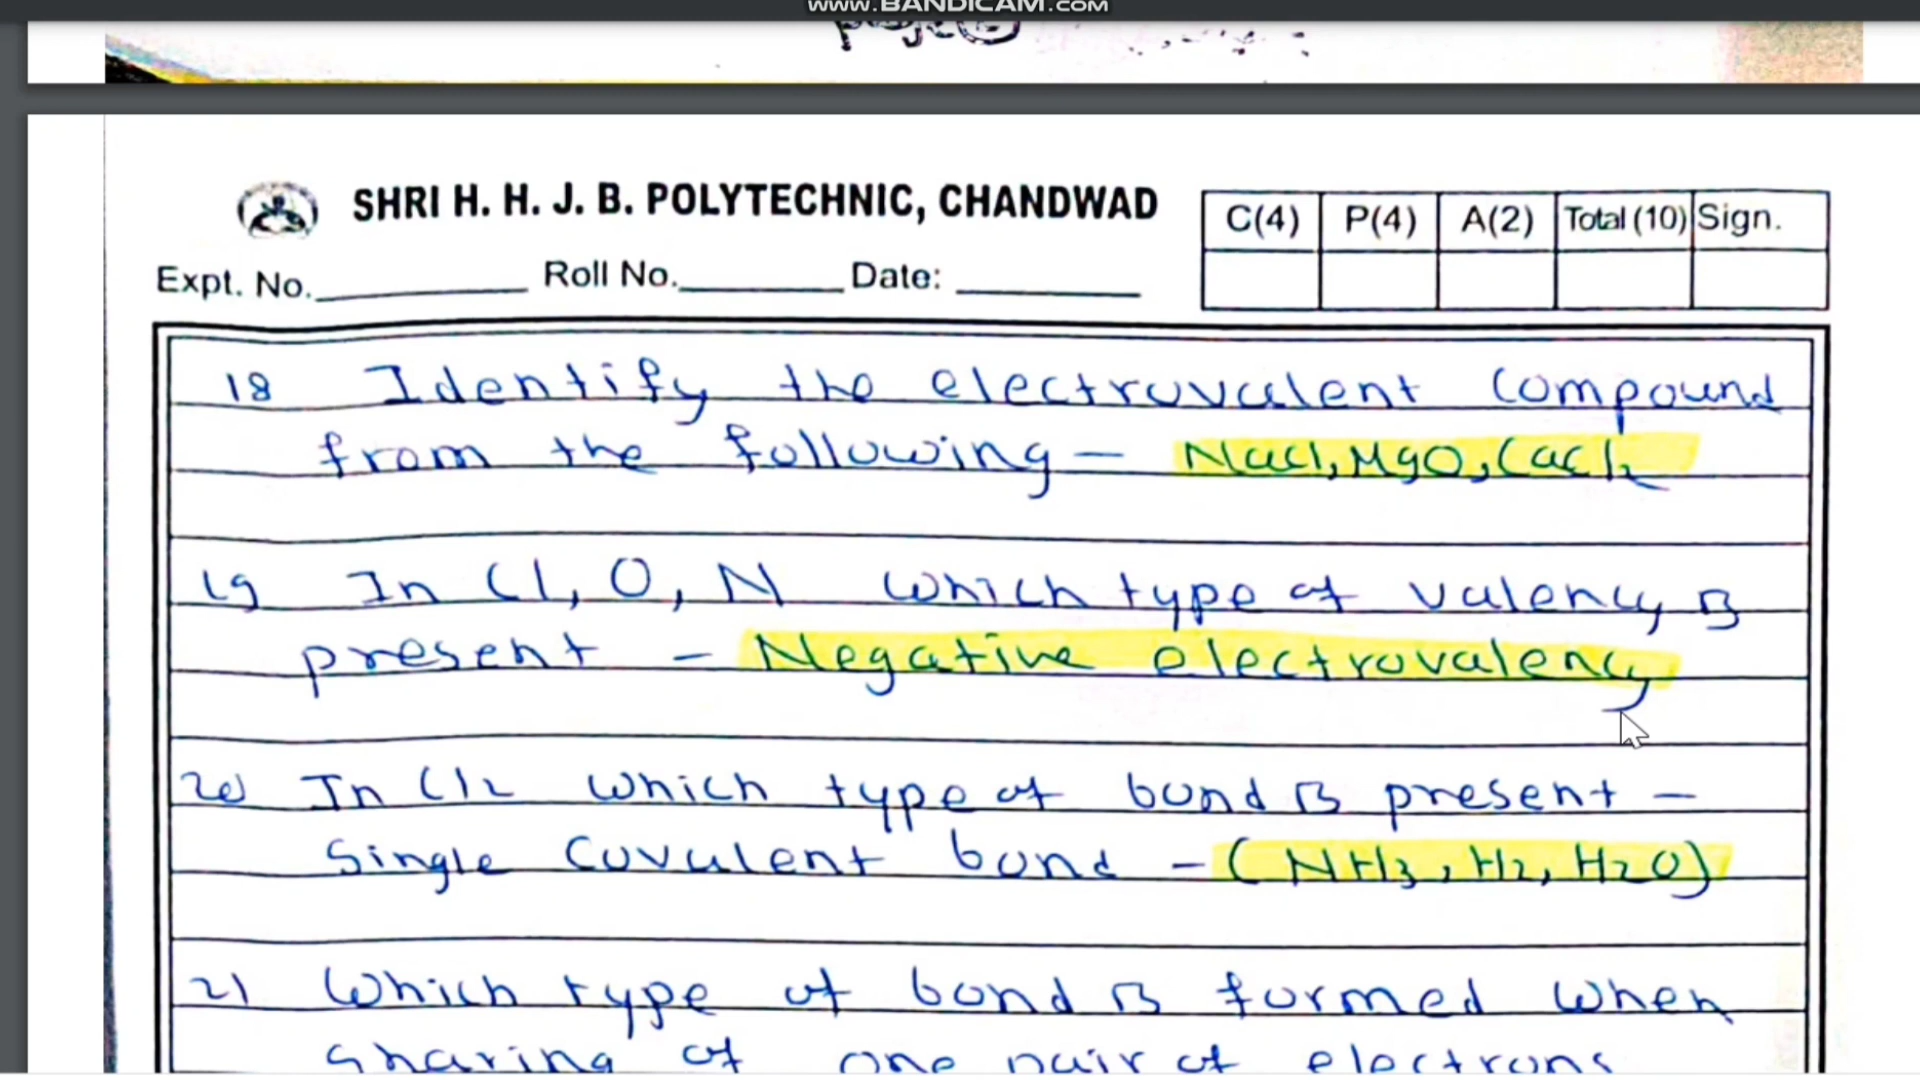 www.BANDICAM.com
page
SHRI H. H. J. B. POLYTECHNIC, CHANDWAD
C(4) P(4) A(2) Total (10) Sign.
Expt. No. Roll No. Date:
18 Identify the electrovalent compound
from the following – NaCl, MgO, CaCl2
19 In Cl, O, N which type of valency is
present – Negative electrovalency
20 In Cl2 which type of bond is present –
Single Covalent bond – (NH3, H2, H2O)
21 Which type of bond is formed when
sharing of one pair of electrons